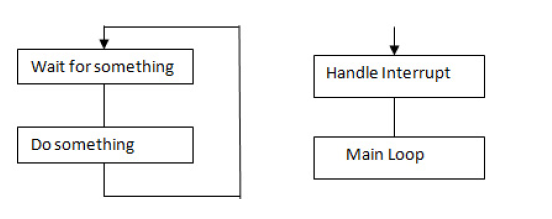 Wait for something
Do something
Handle Interrupt
Main Loop